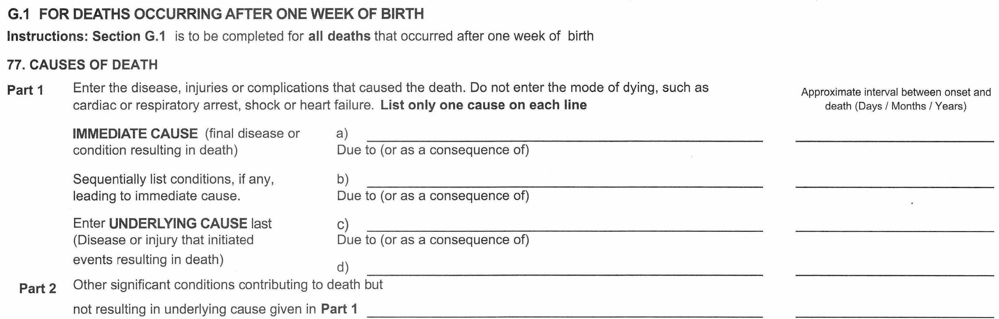 G.1 FOR DEATHS OCCURRING AFTER ONE WEEK OF BIRTH
Instructions: Section G.1 is to be completed for all deaths that occurred after one week of birth
77. CAUSES OF DEATH
Part 1 Enter the disease, injuries or complications that caused the death. Do not enter the mode of dying, such as
cardiac or respiratory arrest, shock or heart failure. List only one cause on each line
Approximate interval between onset and
death (Days / Months / Years)
IMMEDIATE CAUSE (final disease or a)
condition resulting in death) Due to (or as a consequence of)
Sequentially list conditions, if any, b)
leading to immediate cause. Due to (or as a consequence of)
Enter UNDERLYING CAUSE last c)
(Disease or injury that initiated Due to (or as a consequence of)
events resulting in death)
d)
Part 2 Other significant conditions contributing to death but
not resulting in underlying cause given in Part 1